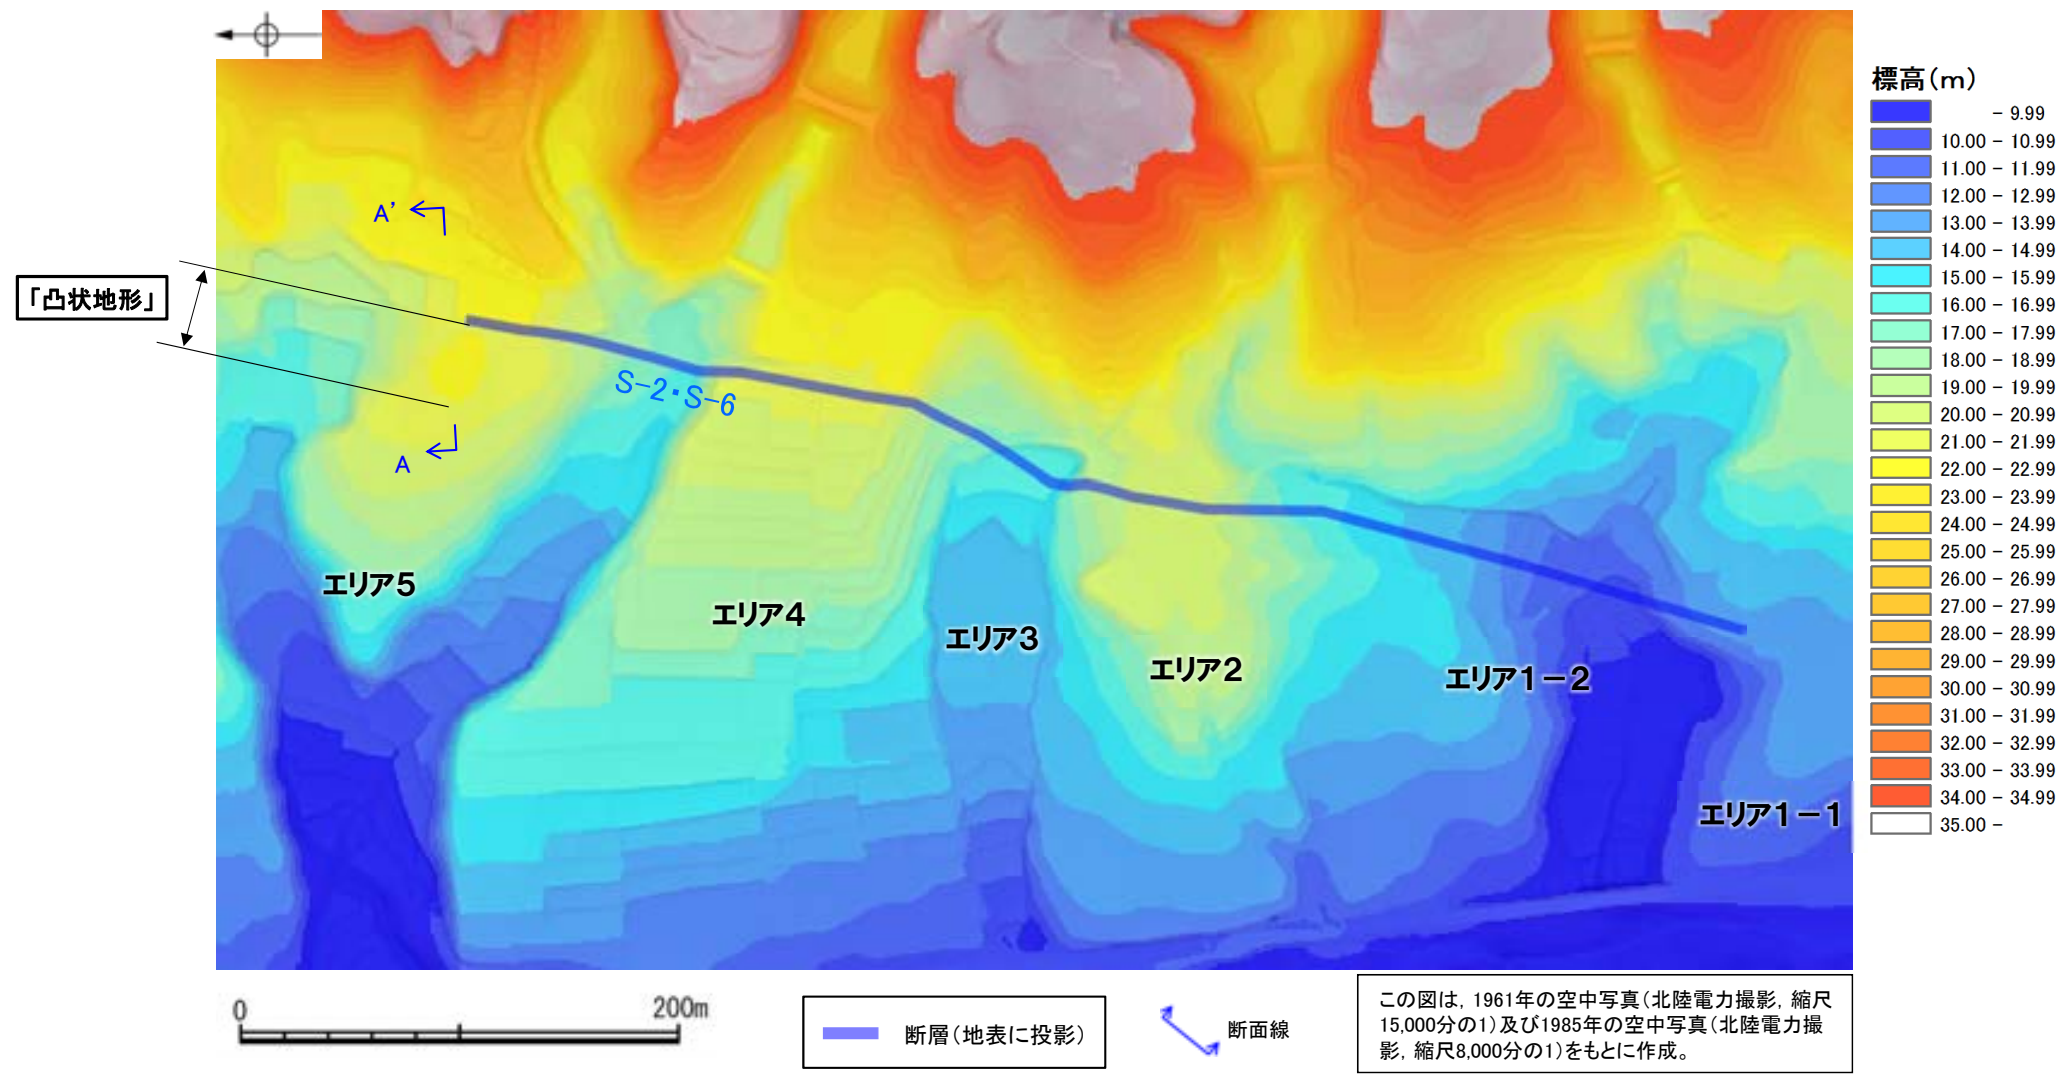 標高(m)
- 9.99
10.00 - 10.99
11.00 - 11.99
12.00 - 12.99
13.00 - 13.99
14.00 - 14.99
15.00 - 15.99
16.00 - 16.99
17.00 - 17.99
18.00 - 18.99
19.00 - 19.99
20.00 - 20.99
21.00 - 21.99
22.00 - 22.99
23.00 - 23.99
24.00 - 24.99
25.00 - 25.99
26.00 - 26.99
27.00 - 27.99
28.00 - 28.99
29.00 - 29.99
30.00 - 30.99
31.00 - 31.99
32.00 - 32.99
33.00 - 33.99
34.00 - 34.99
35.00 -
A’
「凸状地形」
S-2・S-6
A
エリア5
エリア4
エリア3
エリア2
エリア1-2
エリア1-1
0 200m
断層(地表に投影)
断面線
この図は, 1961年の空中写真(北陸電力撮影, 縮尺
15,000分の1)及び1985年の空中写真(北陸電力撮
影, 縮尺8,000分の1)をもとに作成。